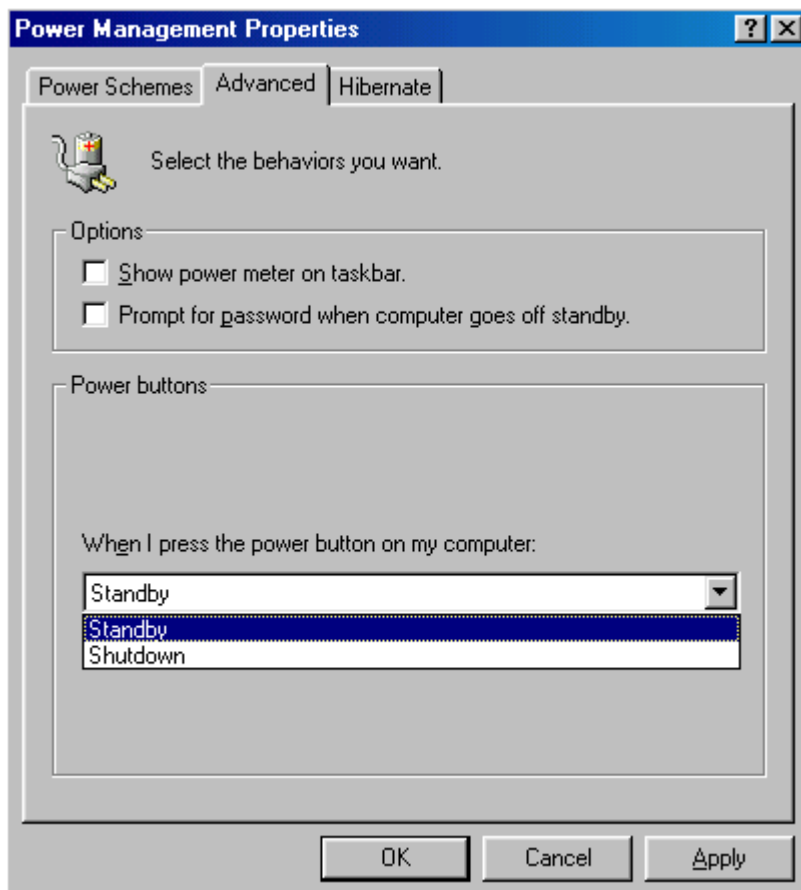 Power Management Properties
Power Schemes Advanced Hibernate
Select the behaviors you want.
Options
Show power meter on taskbar.
Prompt for password when computer goes off standby.
Power buttons
When I press the power button on my computer:
Standby
Standby
Shutdown
OK Cancel Apply